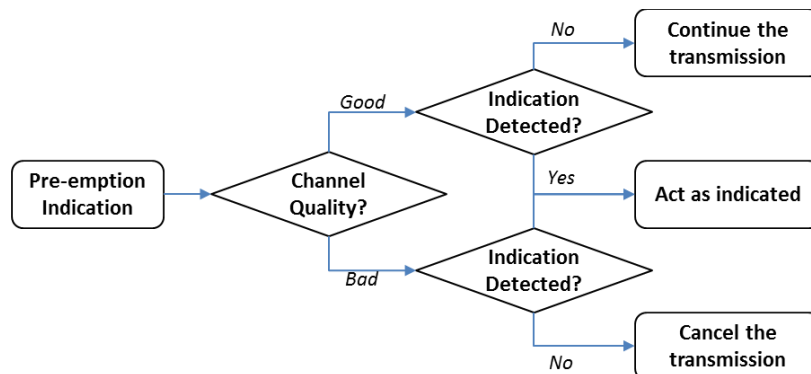 No
Continue the
transmission
Good
Indication
Detected?
Pre-emption
Indication
Channel
Quality?
Yes
Act as indicated
Indication
Detected?
Bad
No
Cancel the
transmission